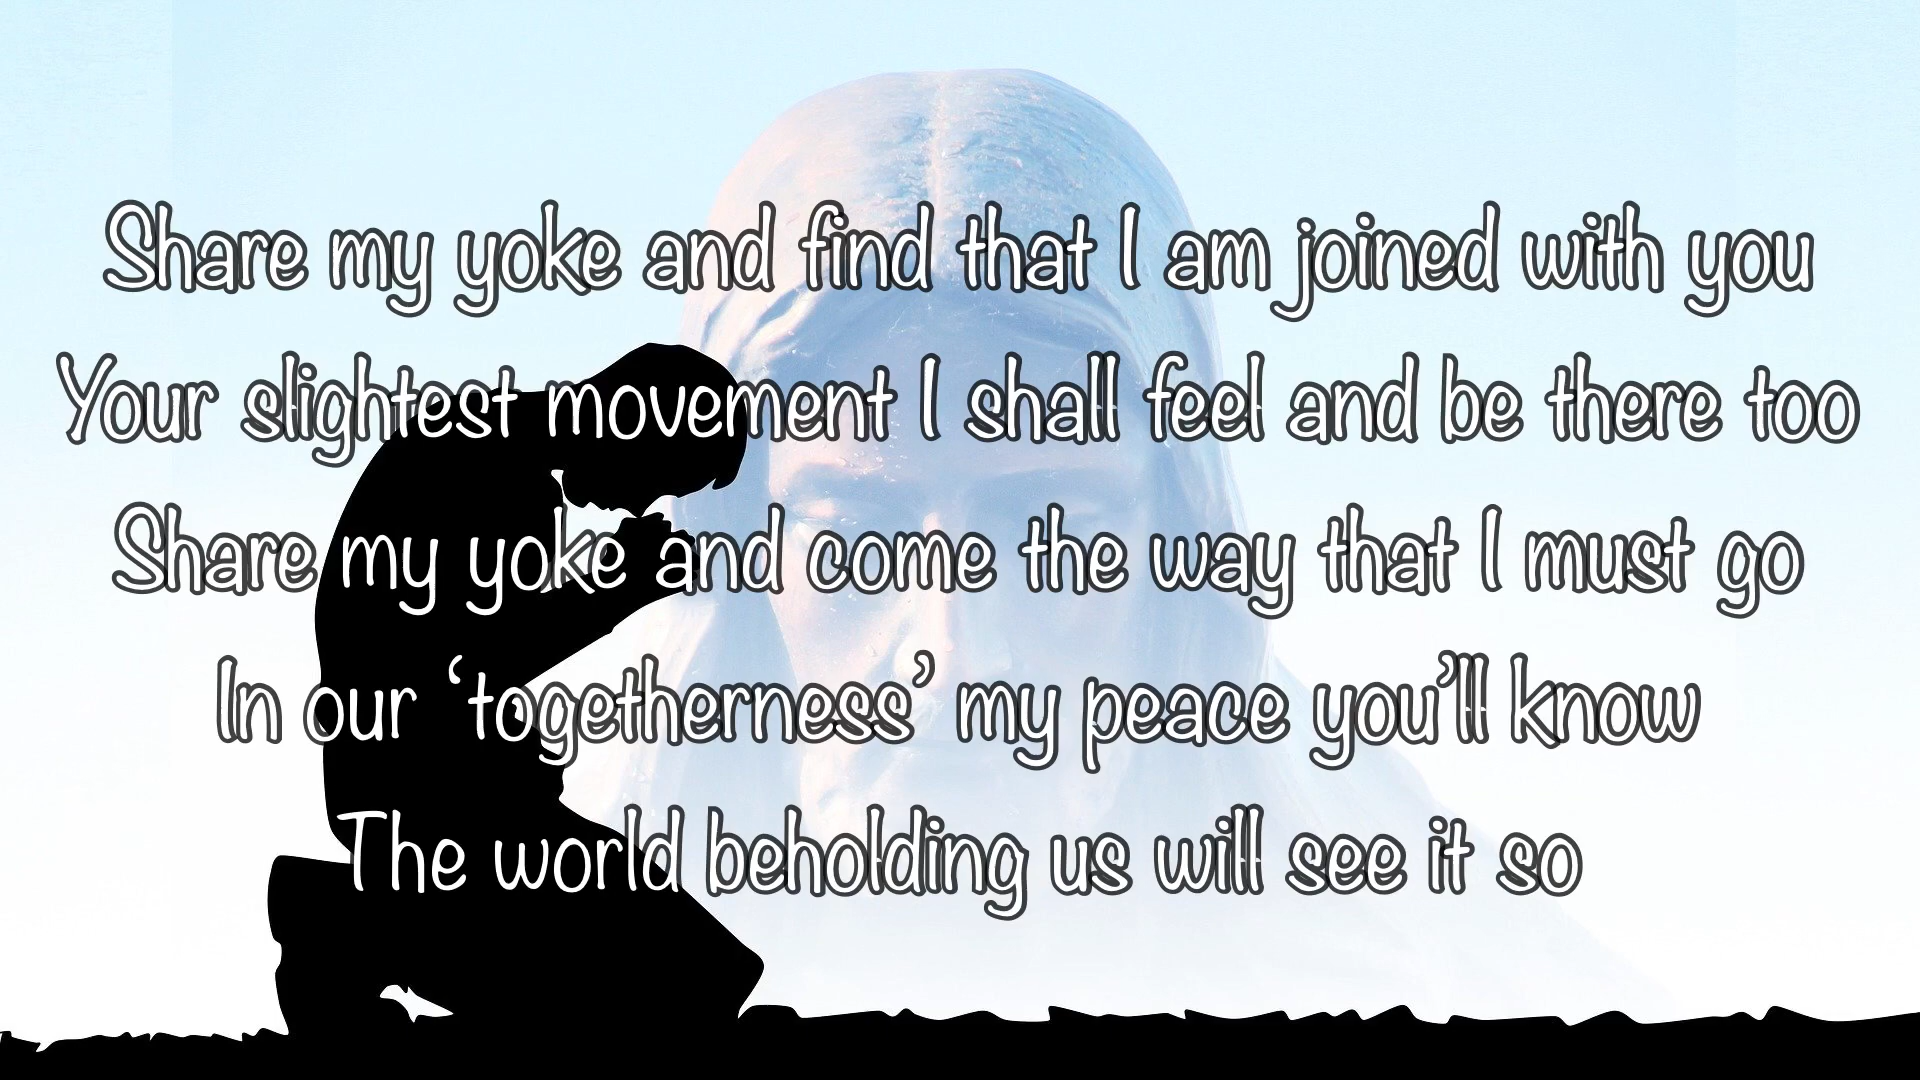 Share my yoke and find that I am joined with you
Your slightest movement I shall feel and be there too
Share my yoke and come the way that I must go
In our ‘togetherness’ my peace you’ll know
The world beholding us will see it so